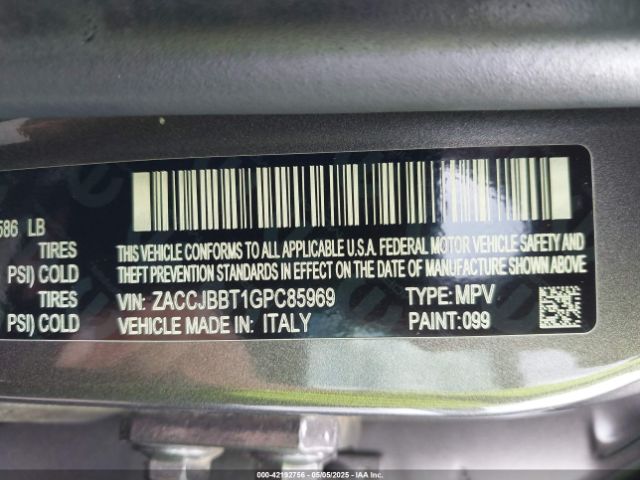 586 LB
TIRES
PSI) COLD
TIRES
PSI) COLD
THIS VEHICLE CONFORMS TO ALL APPLICABLE U.S.A. FEDERAL MOTOR VEHICLE SAFETY AND
THEFT PREVENTION STANDARDS IN EFFECT ON THE DATE OF MANUFACTURE SHOWN ABOVE
VIN: ZACCJBBT1GPC85969 TYPE: MPV
VEHICLE MADE IN: ITALY PAINT: 099
000-42192756 - 05/05/2025 - IAA Inc.